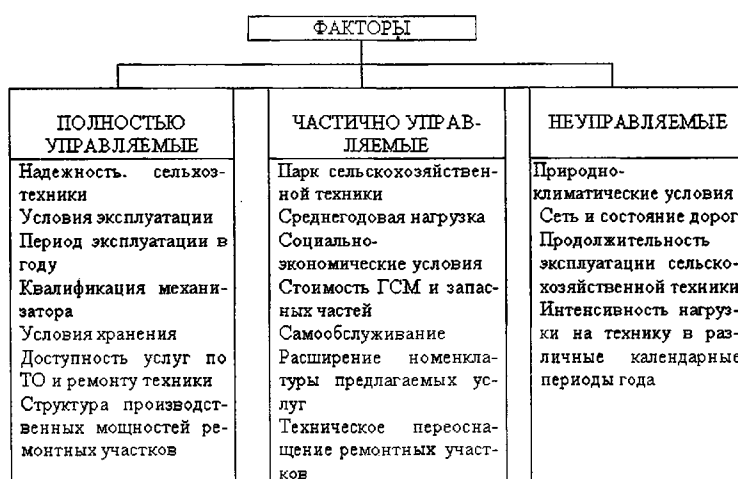 ФАКТОРЫ
ПОЛНОСТЬЮ
УПРАВЛЯЕМЫЕ
Надежность. сельхоз-
техники
Условия эксплуатации
Период эксплуатации в
году
Квалификация механи-
затора
Условия хранения
Доступность услуг по
ТО и ремонту техники
Структура производст-
венных мощностей ре-
монтных участков
ЧАСТИЧНО УПРАВ-
ЛЯЕМЫЕ
Парк сельскохозяйствен-
ной техники
Среднегодовая нагрузка
Социально-
экономические условия
Стоимость ГСМ и запас-
ных частей
Самообслуживание
Расширение номенкла-
туры предлагаемых ус-
луг
Техническое переосна-
щение ремонтных участ-
ков
НЕУПРАВЛЯЕМЫЕ
Природно-
климатические условия
Сеть и состояние дорог
Продолжительность
эксплуатации сельско-
хозяйственной техники
Интенсивность нагруз-
ки на технику в раз-
личные календарные
периоды года